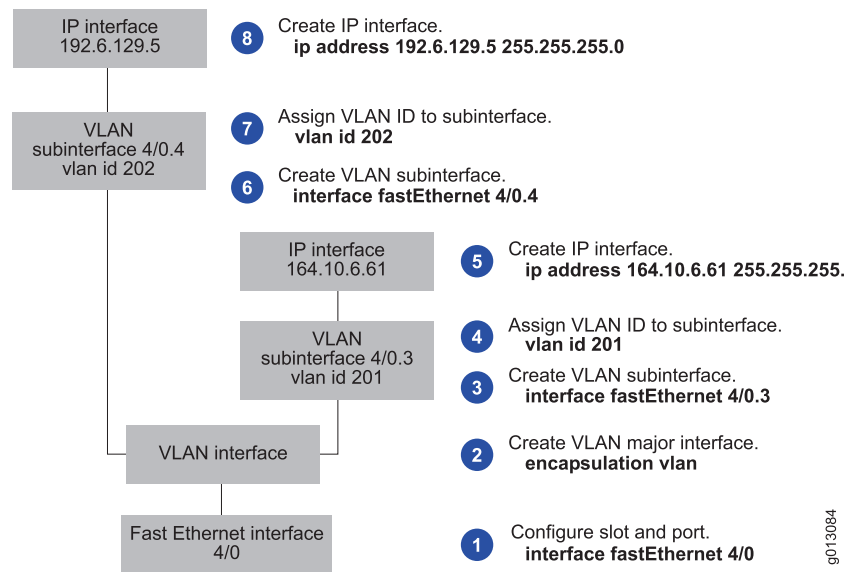 IP interface
192.6.129.5
8
Create IP interface.
ip address 192.6.129.5 255.255.255.0
VLAN
subinterface 4/0.4
vlan id 202
7
Assign VLAN ID to subinterface.
vlan id 202
6
Create VLAN subinterface.
interface fastEthernet 4/0.4
IP interface
164.10.6.61
5
Create IP interface.
ip address 164.10.6.61 255.255.255.
VLAN
subinterface 4/0.3
vlan id 201
4
Assign VLAN ID to subinterface.
vlan id 201
3
Create VLAN subinterface.
interface fastEthernet 4/0.3
VLAN interface
2
Create VLAN major interface.
encapsulation vlan
Fast Ethernet interface
4/0
1
Configure slot and port.
interface fastEthernet 4/0
g013084